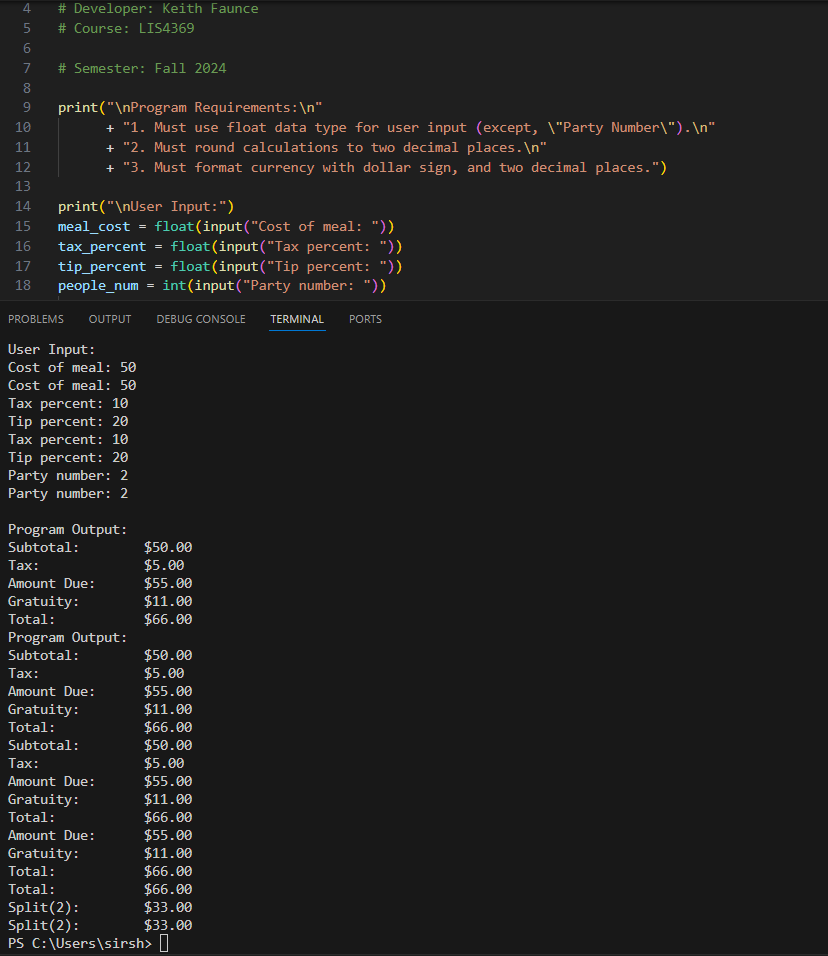 4 # Developer: Keith Faunce
5 # Course: LIS4369
6
7 # Semester: Fall 2024
8
9 print("\nProgram Requirements:\n"
10 + "1. Must use float data type for user input (except, \"Party Number\").\n"
11 + "2. Must round calculations to two decimal places.\n"
12 + "3. Must format currency with dollar sign, and two decimal places.")
13
14 print("\nUser Input:")
15 meal_cost = float(input("Cost of meal: "))
16 tax_percent = float(input("Tax percent: "))
17 tip_percent = float(input("Tip percent: "))
18 people_num = int(input("Party number: "))
PROBLEMS OUTPUT DEBUG CONSOLE TERMINAL PORTS
User Input:
Cost of meal: 50
Cost of meal: 50
Tax percent: 10
Tip percent: 20
Tax percent: 10
Tip percent: 20
Party number: 2
Party number: 2
Program Output:
Subtotal: $50.00
Tax: $5.00
Amount Due: $55.00
Gratuity: $11.00
Total: $66.00
Program Output:
Subtotal: $50.00
Tax: $5.00
Amount Due: $55.00
Gratuity: $11.00
Total: $66.00
Subtotal: $50.00
Tax: $5.00
Amount Due: $55.00
Gratuity: $11.00
Total: $66.00
Amount Due: $55.00
Gratuity: $11.00
Total: $66.00
Total: $66.00
Split(2): $33.00
Split(2): $33.00
PS C:\Users\sirsh>